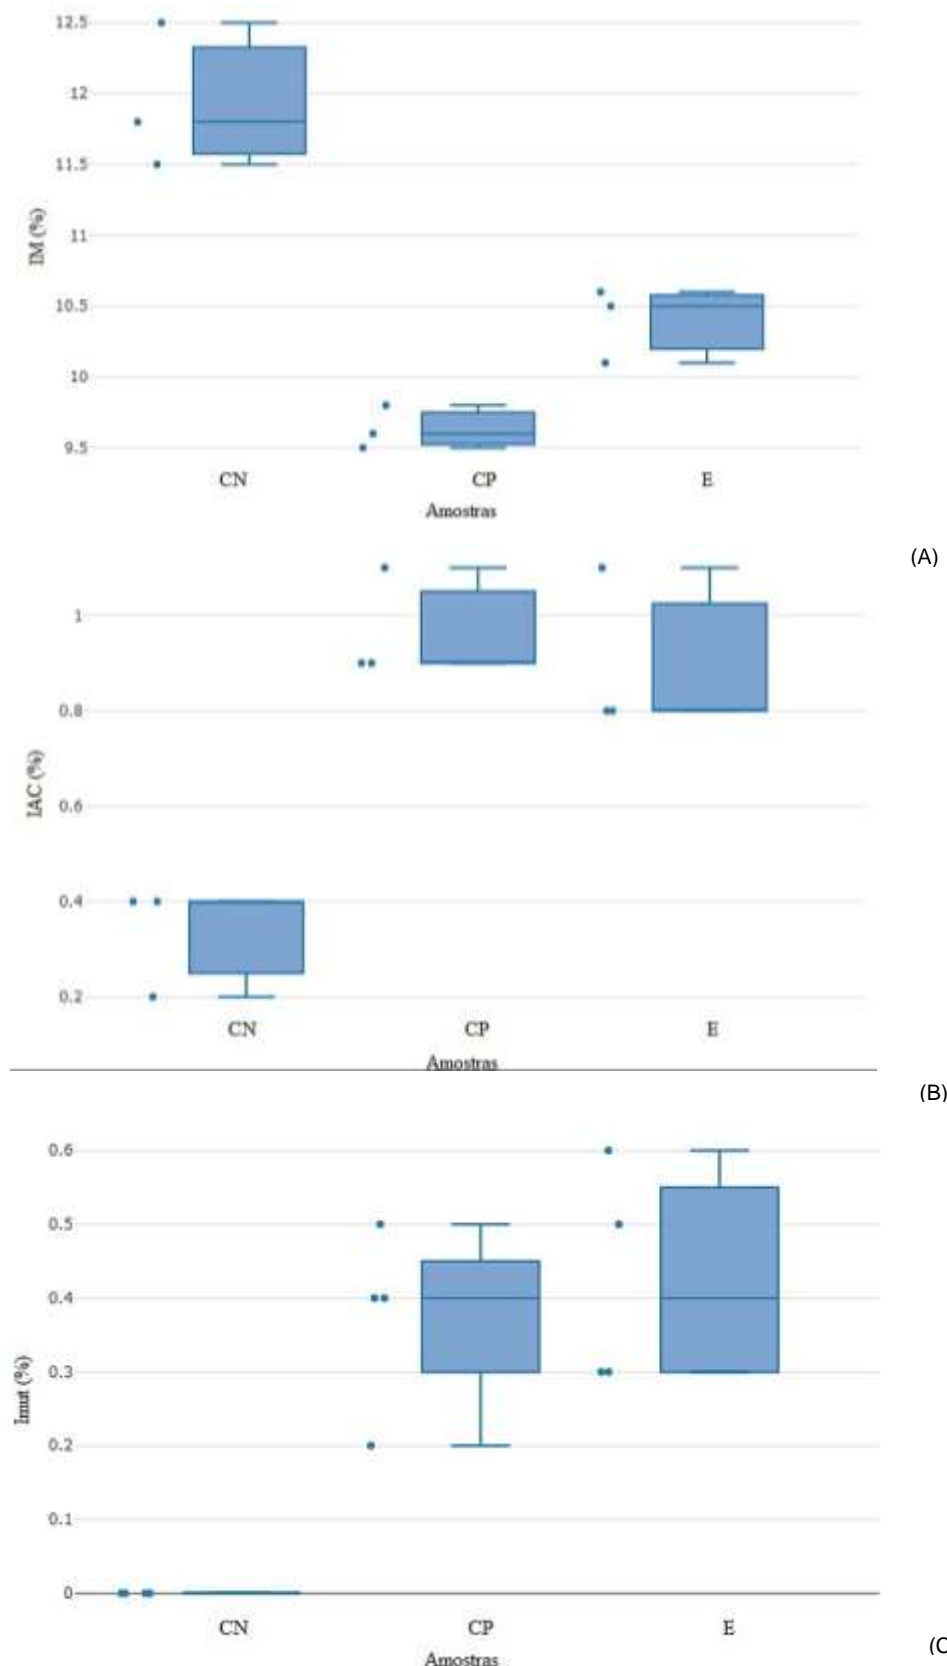 12.5
12
11.5
11
10.5
10
9.5
IM (%)
CN CP E
Amostras
(A)
1
0.8
0.6
0.4
0.2
IAC (%)
CN CP E
Amostras
(B)
0.6
0.5
0.4
0.3
0.2
0.1
0
Imut (%)
CN CP E
Amostras
(C